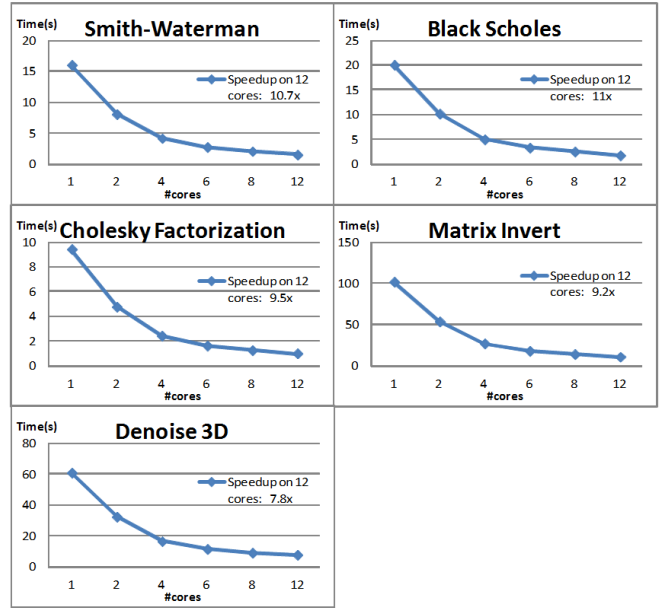 Time(s) Smith-Waterman
20
15
10
5
0
Speedup on 12
cores: 10.7x
1 2 4 6 8 12
#cores
Time(s) Black Scholes
25
20
15
10
5
0
Speedup on 12
cores: 11x
1 2 4 6 8 12
#cores
Time(s) Cholesky Factorization
10
8
6
4
2
0
Speedup on 12
cores: 9.5x
1 2 4 6 8 12
#cores
Time(s) Matrix Invert
150
100
50
0
Speedup on 12
cores: 9.2x
1 2 4 6 8 12
#cores
Time(s) Denoise 3D
80
60
40
20
0
Speedup on 12
cores: 7.8x
1 2 4 6 8 12
#cores